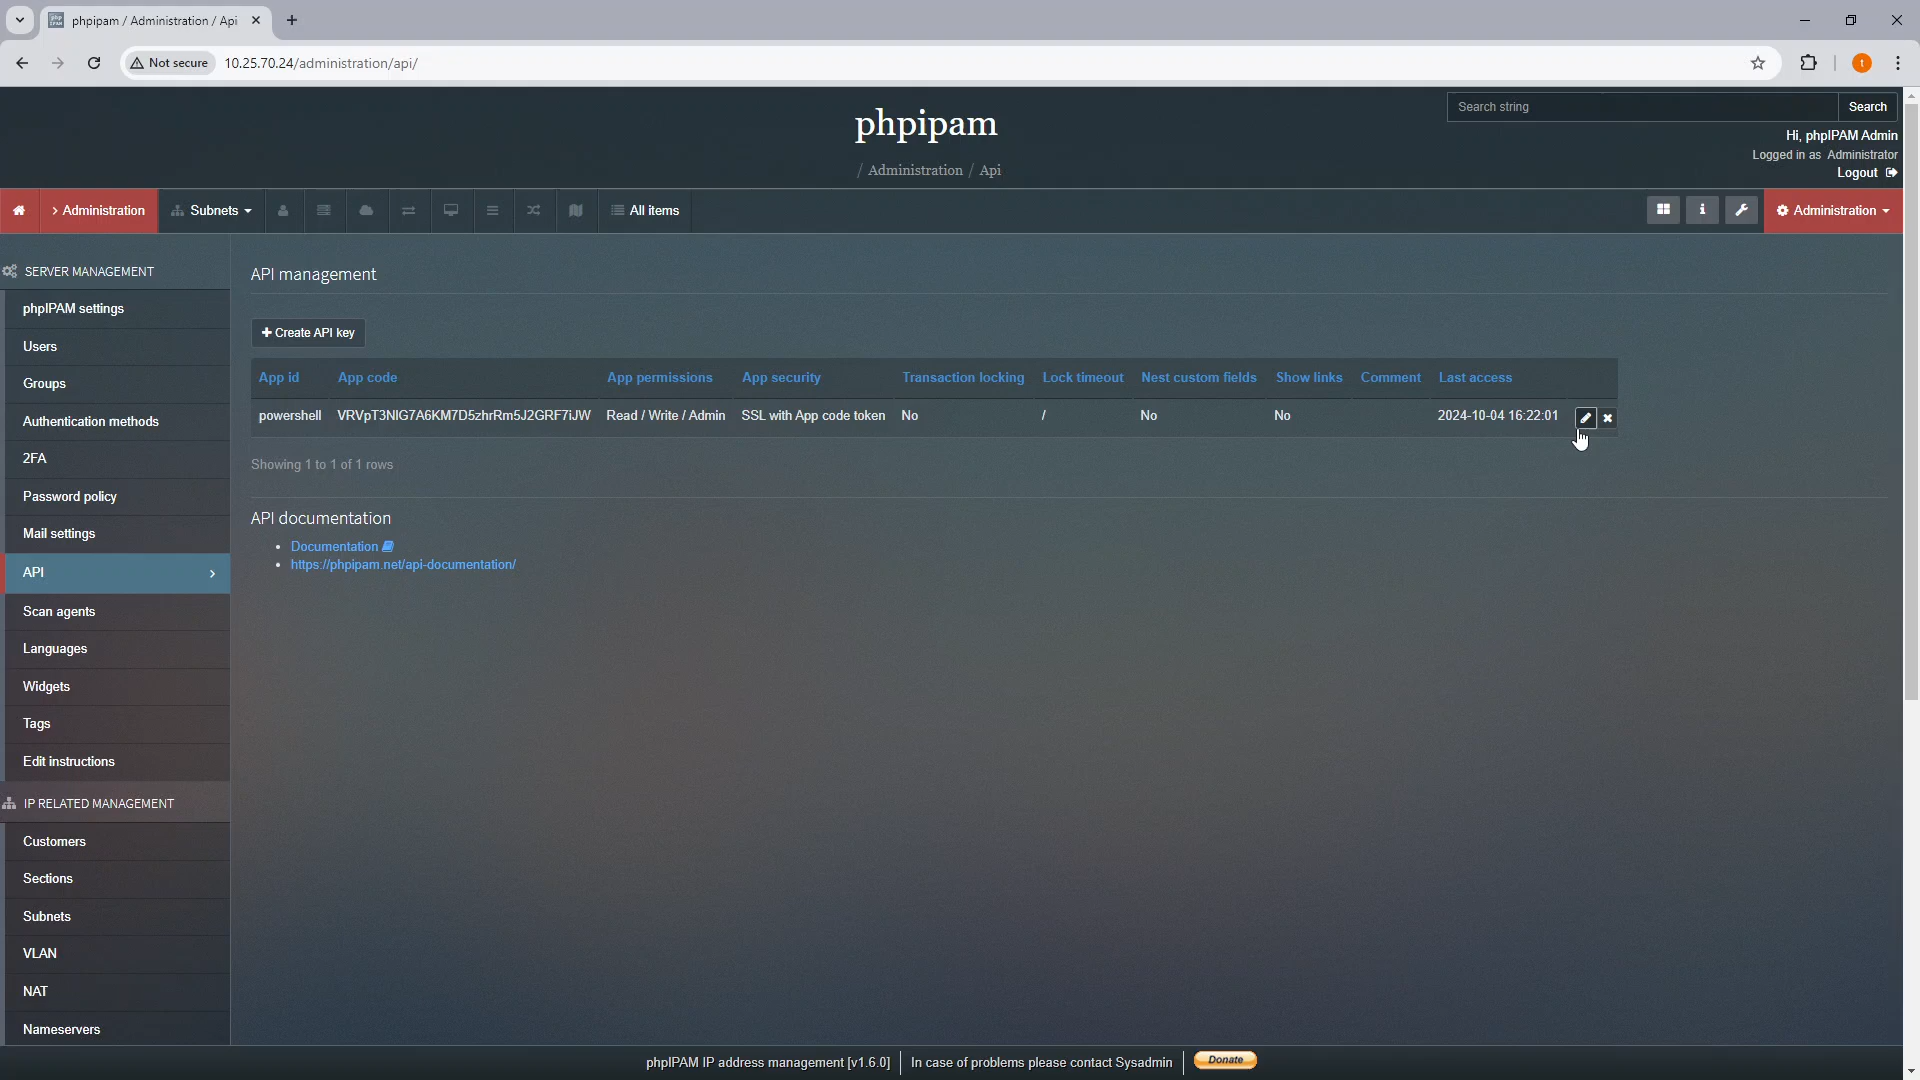 phpipam / Administration / Api
Not secure
10.25.70.24/administration/api/
t
phpipam
/ Administration / Api
Search string
Search
Hi, phpIPAM Admin
Logged in as Administrator
Logout
> Administration
Subnets
All items
Administration
SERVER MANAGEMENT
phpIPAM settings
Users
Groups
Authentication methods
2FA
Password policy
Mail settings
API
Scan agents
Languages
Widgets
Tags
Edit instructions
IP RELATED MANAGEMENT
Customers
Sections
Subnets
VLAN
NAT
Nameservers
API management
+ Create API key
App id App code App permissions App security Transaction locking Lock timeout Nest custom fields Show links Comment Last access
powershell VRVpT3NIG7A6KM7D5zhrRm5J2GRF7iJW Read / Write / Admin SSL with App code token No / No No 2024-10-04 16:22:01
Showing 1 to 1 of 1 rows
API documentation
Documentation
https://phpipam.net/api-documentation/
phpIPAM IP address management [v1.6.0]
In case of problems please contact Sysadmin
Donate